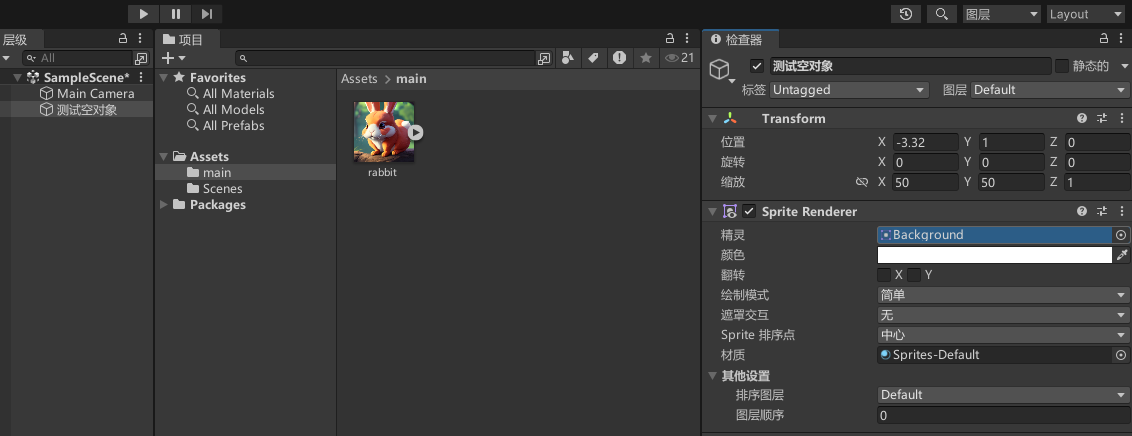 图层
Layout
层级
All
SampleScene*
Main Camera
测试空对象
项目
21
Favorites
All Materials
All Models
All Prefabs
Assets
main
Scenes
Packages
Assets > main
rabbit
检查器
测试空对象
静态的
标签 Untagged 图层 Default
Transform
位置 X -3.32 Y 1 Z 0
旋转 X 0 Y 0 Z 0
缩放 X 50 Y 50 Z 1
Sprite Renderer
精灵 Background
颜色
翻转 X Y
绘制模式 简单
遮罩交互 无
Sprite 排序点 中心
材质 Sprites-Default
其他设置
排序图层 Default
图层顺序 0